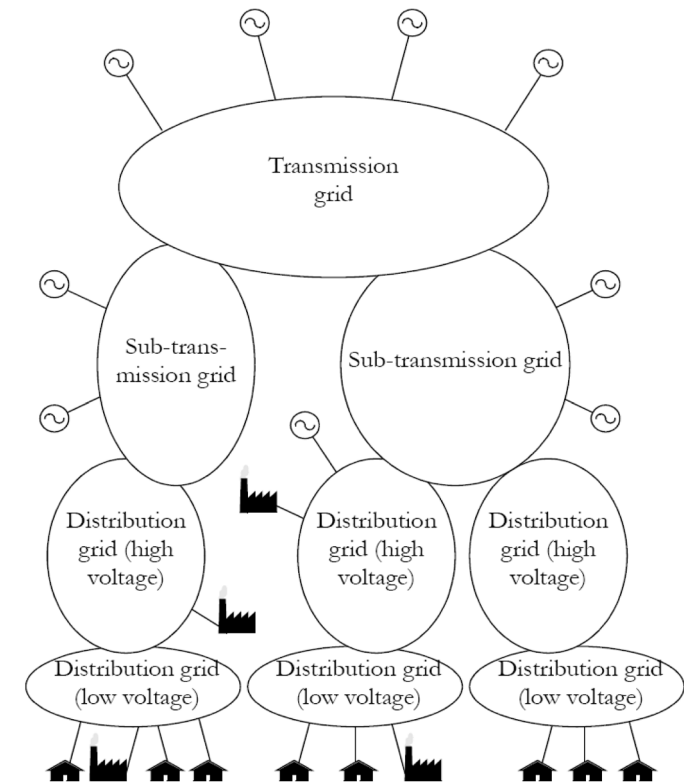 Transmission
grid
Sub-trans-
mission grid
Sub-transmission grid
Distribution
grid (high
voltage)
Distribution
grid (high
voltage)
Distribution
grid (high
voltage)
Distribution grid
(low voltage)
Distribution grid
(low voltage)
Distribution grid
(low voltage)